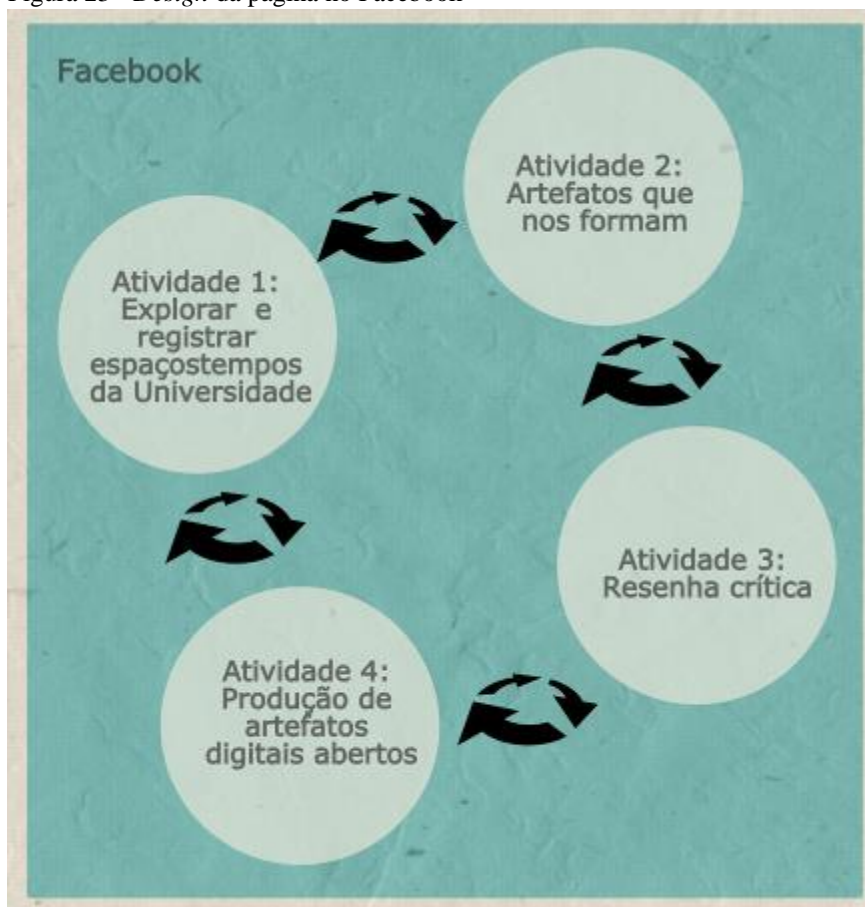 Facebook
Atividade 1:
Explorar e
registrar
espaçostempos
da Universidade
Atividade 2:
Artefatos que
nos formam
Atividade 3:
Resenha crítica
Atividade 4:
Produção de
artefatos
digitais abertos